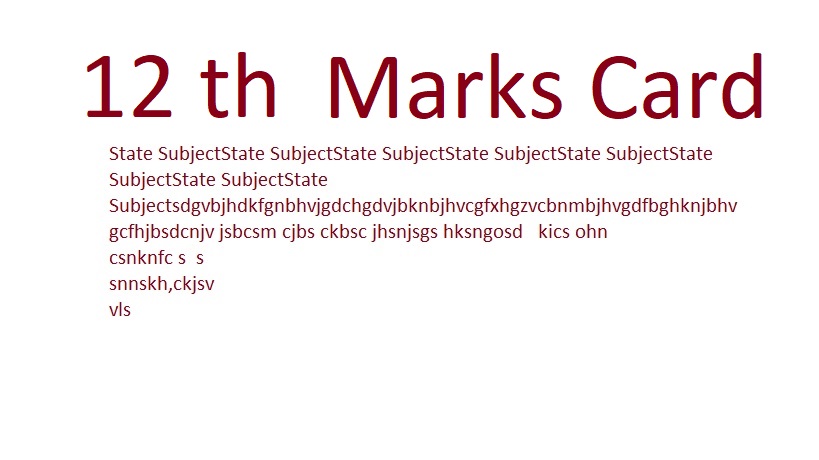 12 th  Marks Card
State SubjectState SubjectState SubjectState SubjectState SubjectState
SubjectState SubjectState
Subjectsdgvbjhdkfgnbhvjgdchgdvjbknbjhvcgfxhgzvcbnmbjhvgdfbghknjbhv
gcfhjbsdcnjv jsbcsm cjbs ckbsc jhsnjsgs hksngosd   kics ohn
csnknfc s  s
snnskh,ckjsv
vls